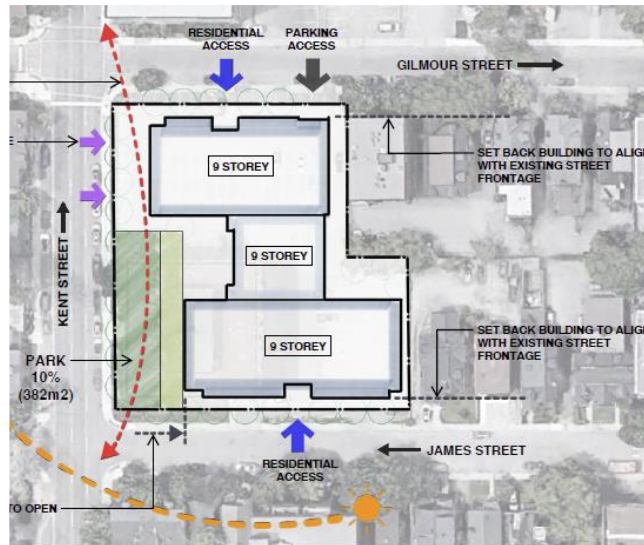 RESIDENTIAL
ACCESS
PARKING
ACCESS
GILMOUR STREET
E
9 STOREY
SET BACK BUILDING TO ALIG
WITH EXISTING STREET
FRONTAGE
KENT STREET
9 STOREY
9 STOREY
SET BACK BUILDING TO ALIG
WITH EXISTING STREET
FRONTAGE
PARK
10%
(382m2)
JAMES STREET
RESIDENTIAL
ACCESS
TO OPEN